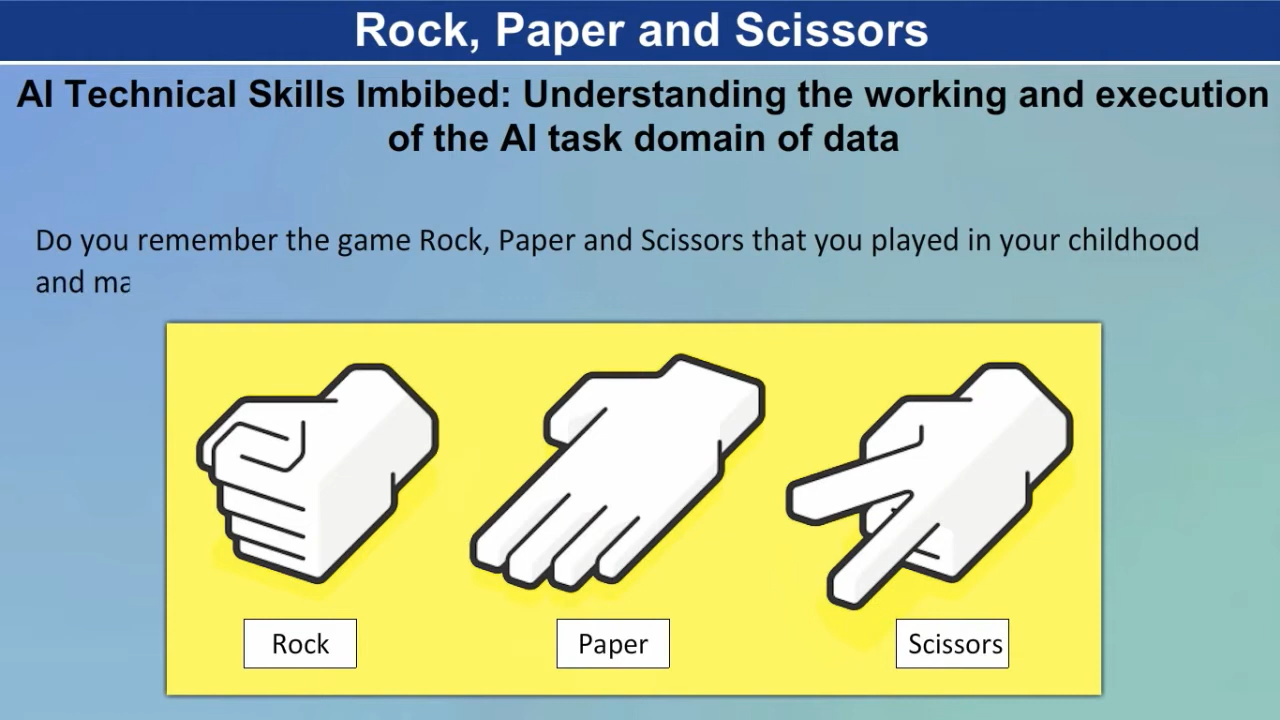 Rock, Paper and Scissors
AI Technical Skills Imbibed: Understanding the working and execution
of the AI task domain of data
Do you remember the game Rock, Paper and Scissors that you played in your childhood
and ma
Rock
Paper
Scissors